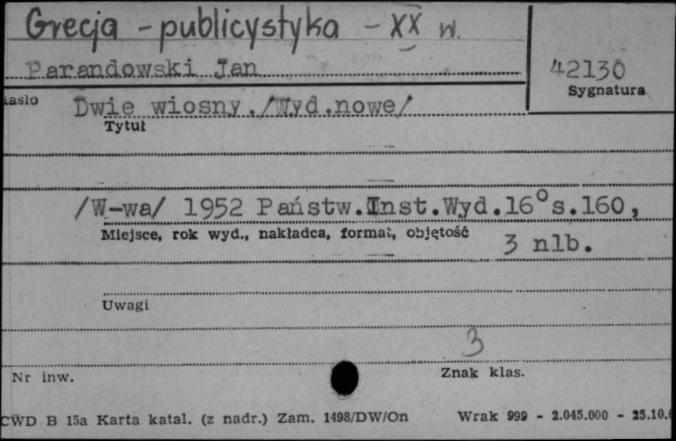 Grecja - publicystyka - XX w.
Parandowski Jan
42130
Sygnatura
asło
Dwie wiosny./Wyd.nowe/
Tytuł
/W-wa/ 1952 Państw.Inst.Wyd.16°s.160,
Miejsce, rok wyd., nakładca, format, objętość
3 nlb.
Uwagi
3
Nr inw.
Znak klas.
CWD B 15a Karta katal. (z nadr.) Zam. 1498/DW/On Wrak 999 - 2.045.000 - 25.10.